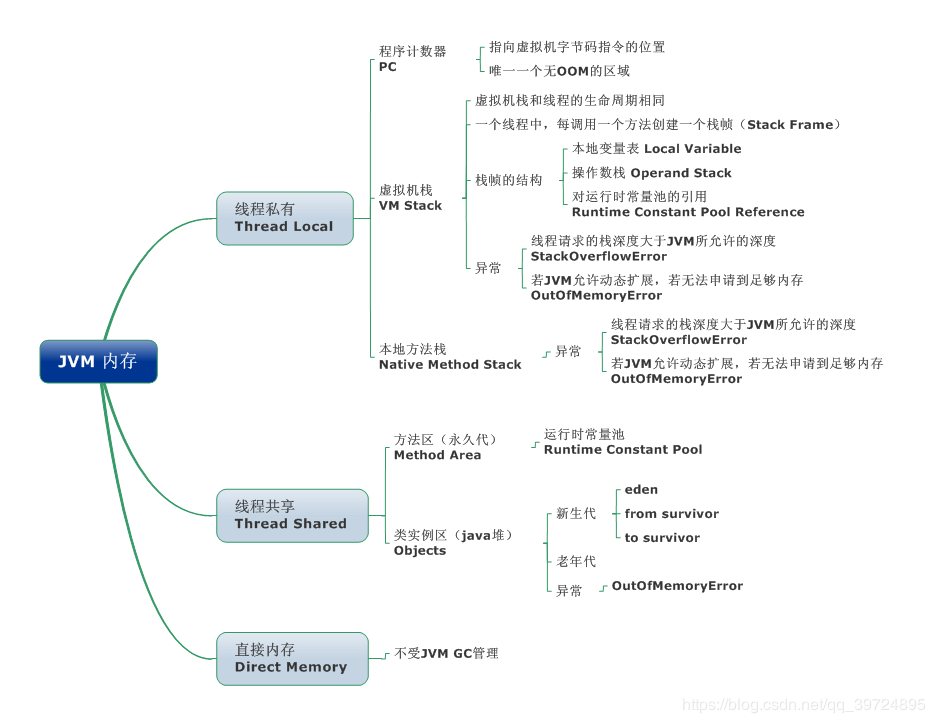 JVM 内存
线程私有
Thread Local
程序计数器
PC
指向虚拟机字节码指令的位置
唯一一个无OOM的区域
虚拟机栈
VM Stack
虚拟机栈和线程的生命周期相同
一个线程中，每调用一个方法创建一个栈帧（Stack Frame）
栈帧的结构
本地变量表 Local Variable
操作数栈 Operand Stack
对运行时常量池的引用
Runtime Constant Pool Reference
异常
线程请求的栈深度大于JVM所允许的深度
StackOverflowError
若JVM允许动态扩展，若无法申请到足够内存
OutOfMemoryError
本地方法栈
Native Method Stack
异常
线程请求的栈深度大于JVM所允许的深度
StackOverflowError
若JVM允许动态扩展，若无法申请到足够内存
OutOfMemoryError
线程共享
Thread Shared
方法区（永久代）
Method Area
运行时常量池
Runtime Constant Pool
类实例区（java堆）
Objects
新生代
eden
from survivor
to survivor
老年代
异常
OutOfMemoryError
直接内存
Direct Memory
不受JVM GC管理
https://blog.csdn.net/qq_39724895